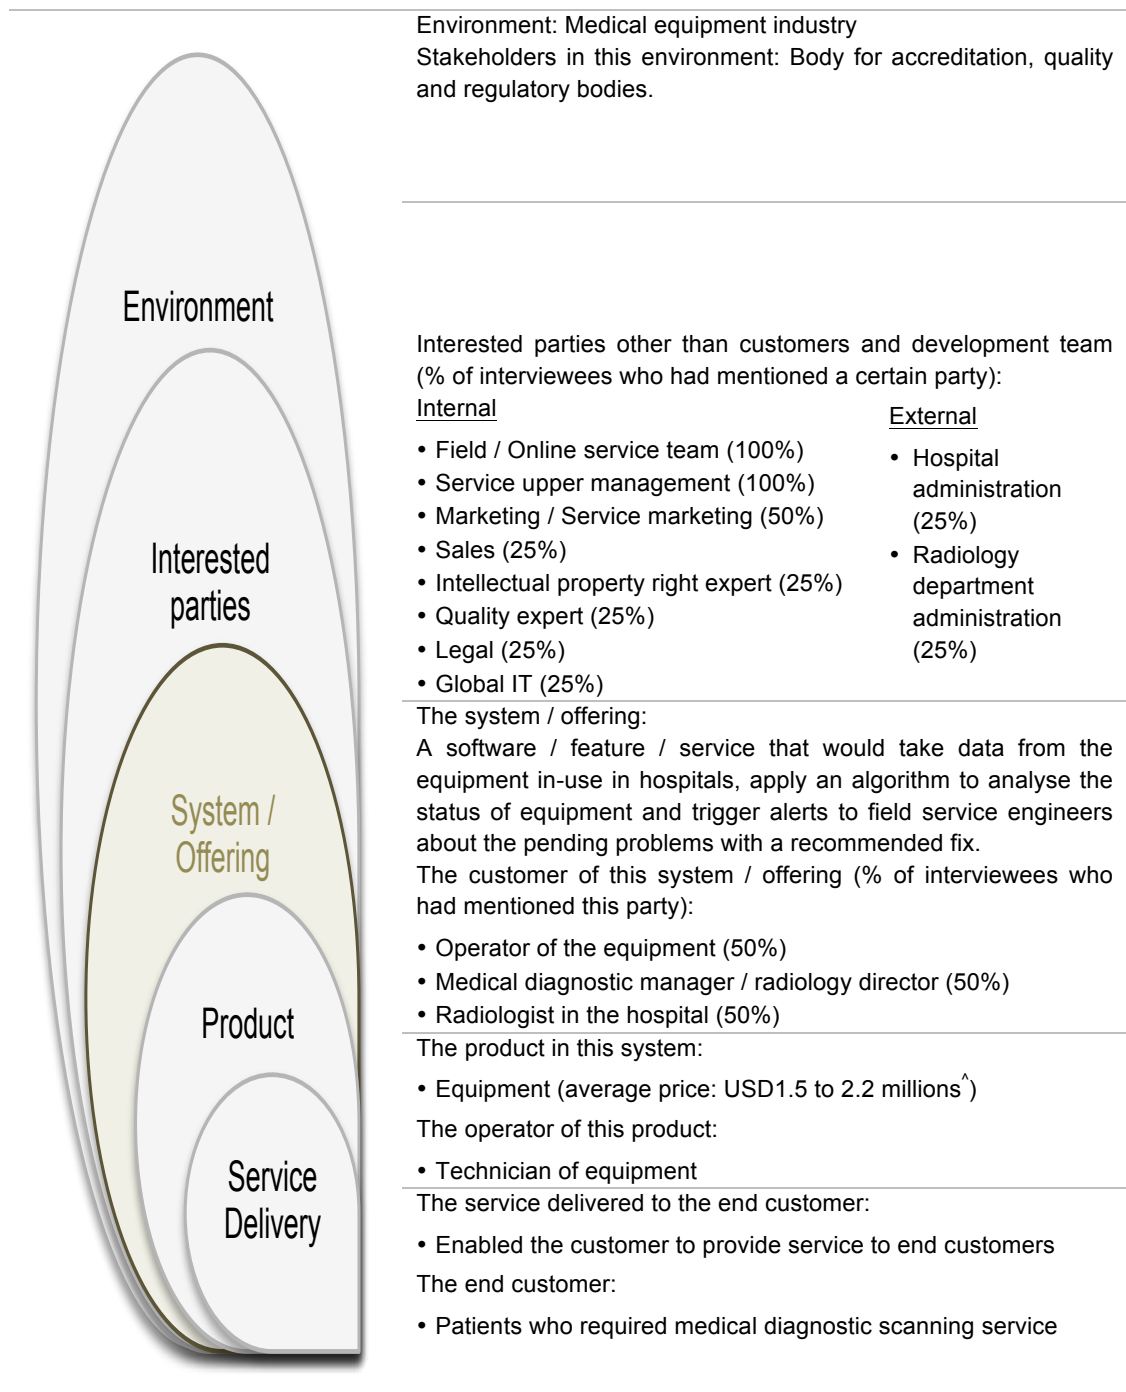 Environment: Medical equipment industry
Stakeholders in this environment: Body for accreditation, quality
and regulatory bodies.
Environment
Interested parties other than customers and development team
(% of interviewees who had mentioned a certain party):
Internal
• Field / Online service team (100%)
• Service upper management (100%)
• Marketing / Service marketing (50%)
• Sales (25%)
• Intellectual property right expert (25%)
• Quality expert (25%)
• Legal (25%)
• Global IT (25%)
External
• Hospital
administration
(25%)
• Radiology
department
administration
(25%)
Interested
parties
The system / offering:
A software / feature / service that would take data from the
equipment in-use in hospitals, apply an algorithm to analyse the
status of equipment and trigger alerts to field service engineers
about the pending problems with a recommended fix.
The customer of this system / offering (% of interviewees who
had mentioned this party):
• Operator of the equipment (50%)
• Medical diagnostic manager / radiology director (50%)
• Radiologist in the hospital (50%)
System /
Offering
The product in this system:
• Equipment (average price: USD1.5 to 2.2 millions^)
The operator of this product:
• Technician of equipment
Product
The service delivered to the end customer:
• Enabled the customer to provide service to end customers
The end customer:
• Patients who required medical diagnostic scanning service
Service
Delivery